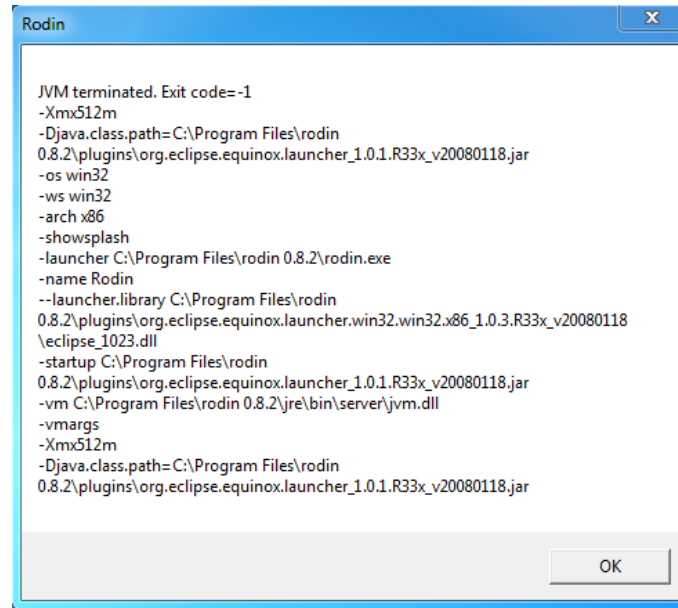 Rodin
JVM terminated. Exit code=-1
-Xmx512m
-Djava.class.path=C:\Program Files\rodin
0.8.2\plugins\org.eclipse.equinox.launcher_1.0.1.R33x_v20080118.jar
-os win32
-ws win32
-arch x86
-showsplash
-launcher C:\Program Files\rodin 0.8.2\rodin.exe
-name Rodin
--launcher.library C:\Program Files\rodin
0.8.2\plugins\org.eclipse.equinox.launcher.win32.win32.x86_1.0.3.R33x_v20080118
\eclipse_1023.dll
-startup C:\Program Files\rodin
0.8.2\plugins\org.eclipse.equinox.launcher_1.0.1.R33x_v20080118.jar
-vm C:\Program Files\rodin 0.8.2\jre\bin\server\jvm.dll
-vmargs
-Xmx512m
-Djava.class.path=C:\Program Files\rodin
0.8.2\plugins\org.eclipse.equinox.launcher_1.0.1.R33x_v20080118.jar
OK